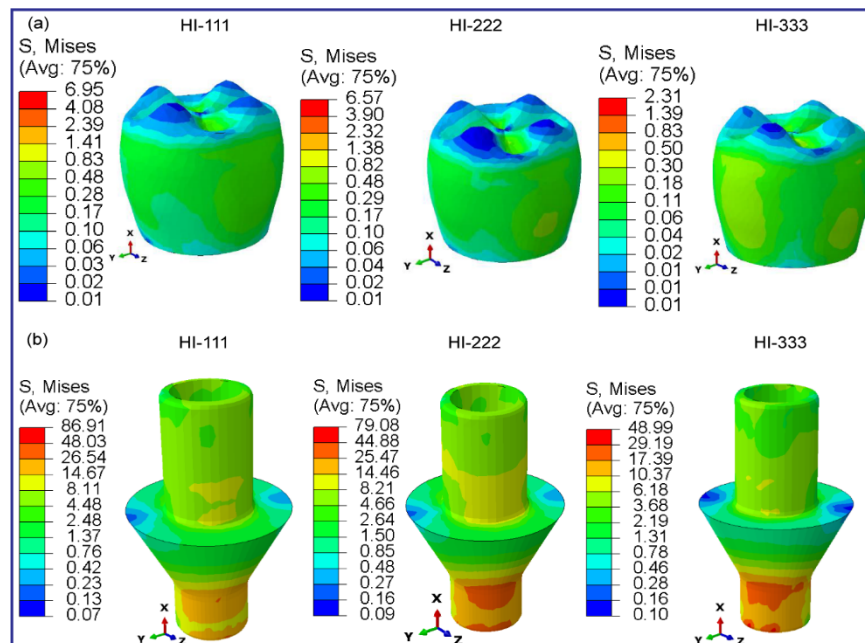 (a)
HI-111
HI-222
HI-333
S, Mises
(Avg: 75%)
6.95
4.08
2.39
1.41
0.83
0.48
0.28
0.17
0.10
0.06
0.03
0.02
0.01
X
Y
Z
S, Mises
(Avg: 75%)
6.57
3.90
2.32
1.38
0.82
0.48
0.29
0.17
0.10
0.06
0.04
0.02
0.01
X
Y
Z
S, Mises
(Avg: 75%)
2.31
1.39
0.83
0.50
0.30
0.18
0.11
0.06
0.04
0.02
0.01
0.01
0.01
X
Y
Z
(b)
HI-111
HI-222
HI-333
S, Mises
(Avg: 75%)
86.91
48.03
26.54
14.67
8.11
4.48
2.48
1.37
0.76
0.42
0.23
0.13
0.07
X
Y
Z
S, Mises
(Avg: 75%)
79.08
44.88
25.47
14.46
8.21
4.66
2.64
1.50
0.85
0.48
0.27
0.16
0.09
X
Y
Z
S, Mises
(Avg: 75%)
48.99
29.19
17.39
10.37
6.18
3.68
2.19
1.31
0.78
0.46
0.28
0.16
0.10
X
Y
Z